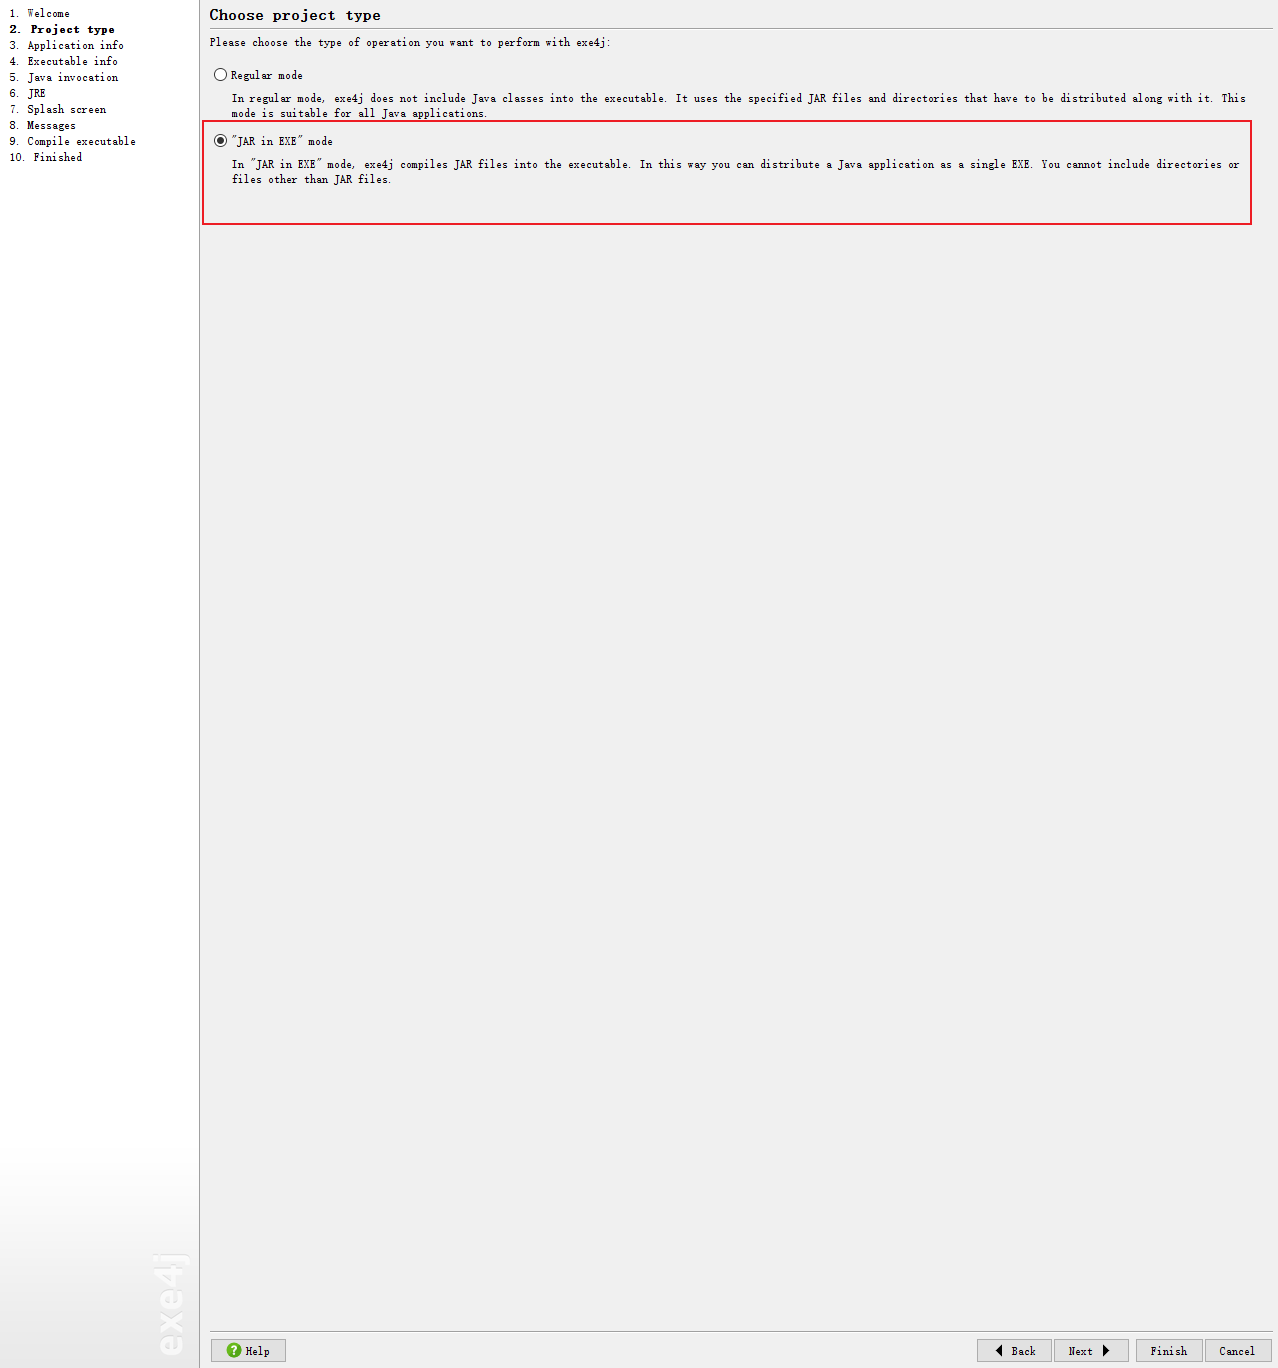 1. Welcome
2. Project type
3. Application info
4. Executable info
5. Java invocation
6. JRE
7. Splash screen
8. Messages
9. Compile executable
10. Finished
exe4j
Choose project type
Please choose the type of operation you want to perform with exe4j:
Regular mode
In regular mode, exe4j does not include Java classes into the executable. It uses the specified JAR files and directories that have to be distributed along with it. This
mode is suitable for all Java applications.
"JAR in EXE" mode
In "JAR in EXE" mode, exe4j compiles JAR files into the executable. In this way you can distribute a Java application as a single EXE. You cannot include directories or
files other than JAR files.
Help
Back
Next
Finish
Cancel